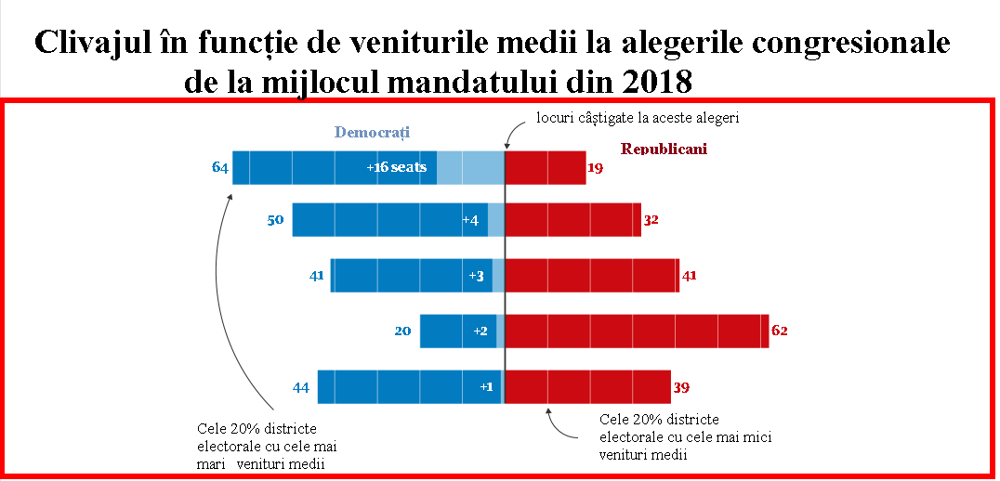 Clivajul în funcție de veniturile medii la alegerile congresionale
de la mijlocul mandatului din 2018
locuri câștigate la aceste alegeri
Democrați
Republicani
64 +16 seats 19
50 +4 32
41 +3 41
20 +2 62
44 +1 39
Cele 20% districte
electorale cu cele mai
mari venituri medii
Cele 20% districte
electorale cu cele mai mici
venituri medii